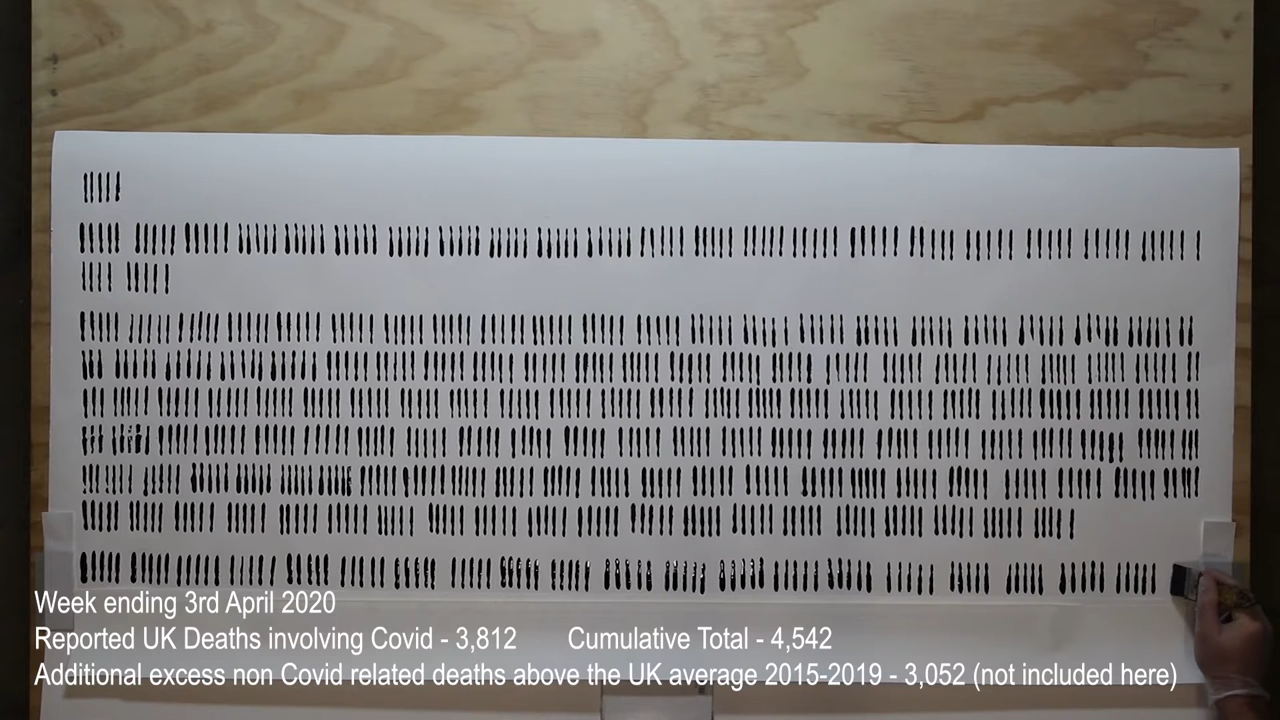 Week ending 3rd April 2020
Reported UK Deaths involving Covid - 3,812 Cumulative Total - 4,542
Additional excess non Covid related deaths above the UK average 2015-2019 - 3,052 (not included here)